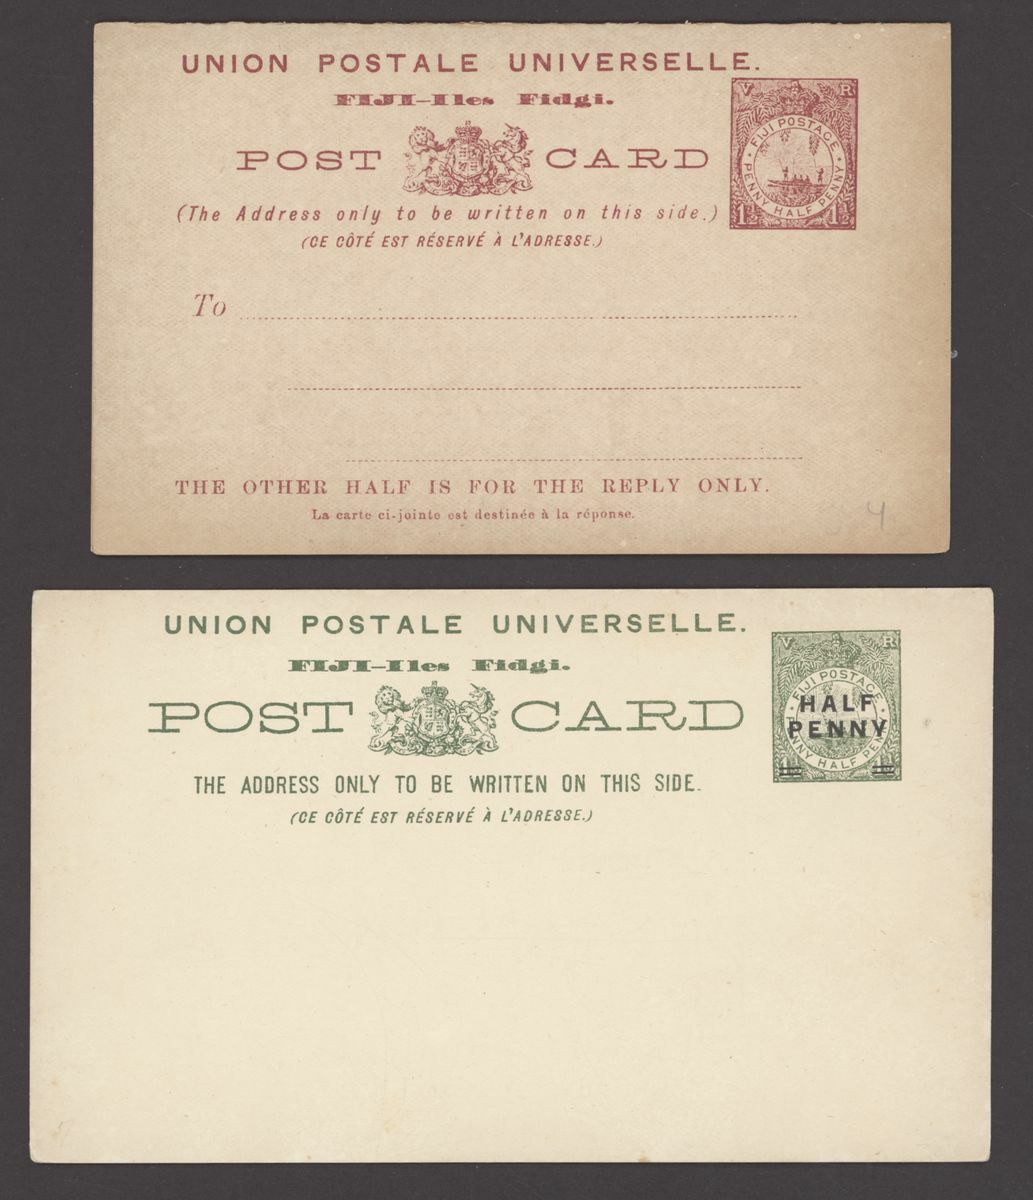 UNION POSTALE UNIVERSELLE.
FIJI–Iles Fidgi.
POST CARD
V R
FIJI POSTAGE
PENNY HALF PENNY
1½ 1½
(The Address only to be written on this side.)
(CE CÔTÉ EST RÉSERVÉ À L'ADRESSE.)
To
THE OTHER HALF IS FOR THE REPLY ONLY.
La carte ci-jointe est destinée à la réponse.
4
UNION POSTALE UNIVERSELLE.
FIJI–Iles Fidgi.
POST CARD
V R
FIJI POSTAGE
HALF
PENNY
PENNY HALF PENNY
THE ADDRESS ONLY TO BE WRITTEN ON THIS SIDE.
(CE CÔTÉ EST RÉSERVÉ À L'ADRESSE.)